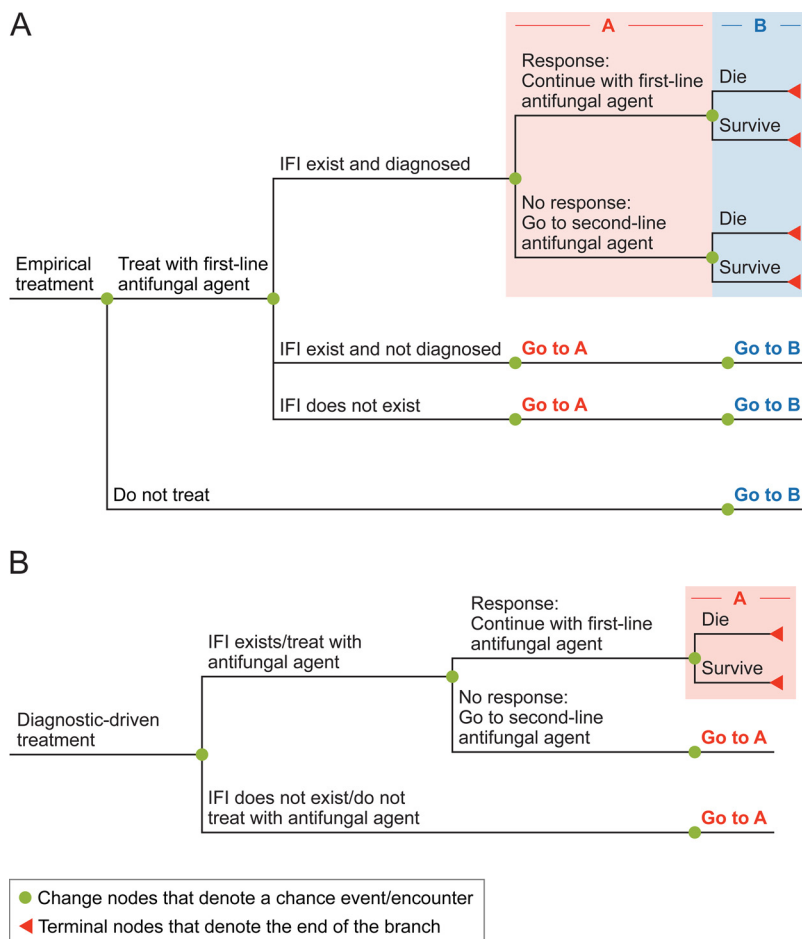 A
A
B
Response:
Continue with first-line
antifungal agent
Die
Survive
IFI exist and diagnosed
No response:
Go to second-line
antifungal agent
Die
Survive
Empirical
treatment
Treat with first-line
antifungal agent
IFI exist and not diagnosed
Go to A
Go to B
IFI does not exist
Go to A
Go to B
Do not treat
Go to B
B
A
Response:
Continue with first-line
antifungal agent
Die
Survive
IFI exists/treat with
antifungal agent
No response:
Go to second-line
antifungal agent
Go to A
Diagnostic-driven
treatment
IFI does not exist/do not
treat with antifungal agent
Go to A
Change nodes that denote a chance event/encounter
Terminal nodes that denote the end of the branch